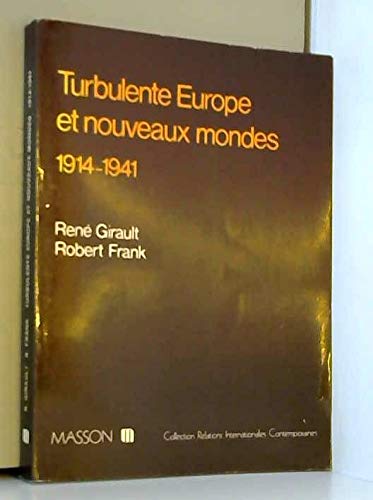 Turbulente Europe
et nouveaux mondes
1914-1941
René Girault
Robert Frank
MASSON
Collection Relations Internationales Contemporaines